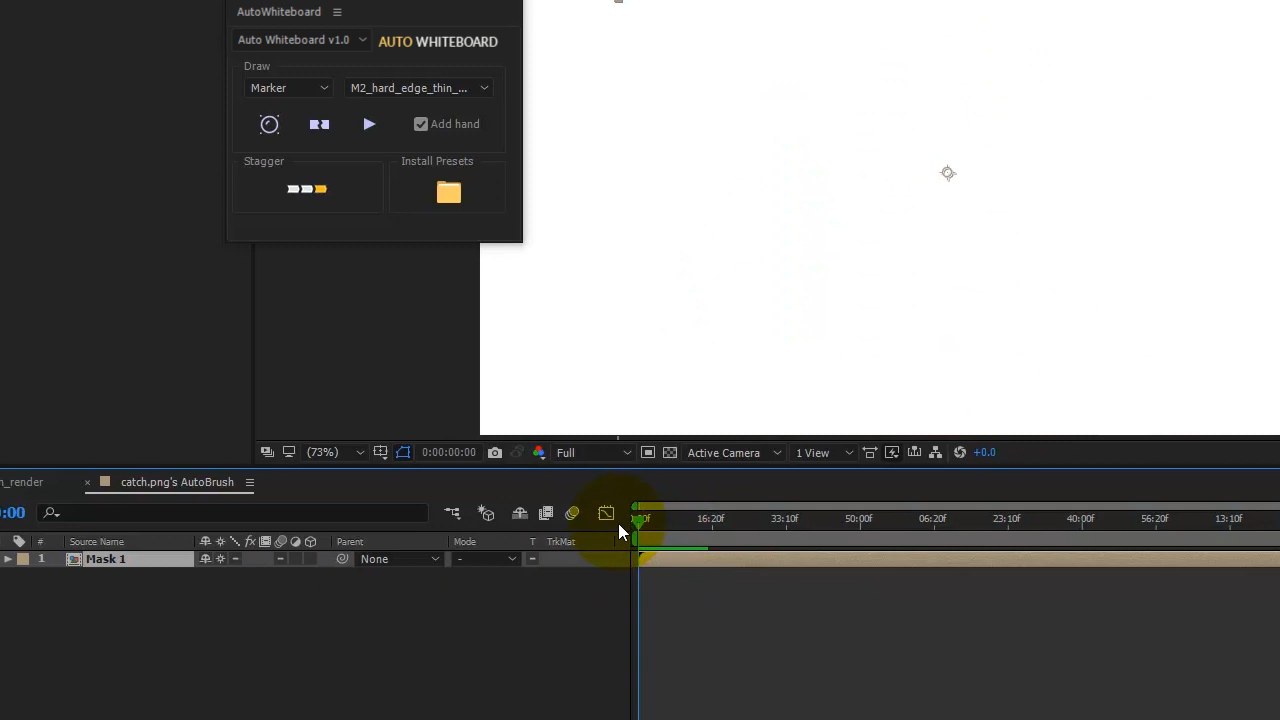 AutoWhiteboard
Auto Whiteboard v1.0 AUTO WHITEBOARD
Draw
Marker M2_hard_edge_thin_...
Add hand
Stagger Install Presets
(73%) 0:00:00:00 Full Active Camera 1 View +0.0
_render catch.png's AutoBrush
:00
16:20f 33:10f 50:00f 06:20f 23:10f 40:00f 56:20f 13:10f
# Source Name fx Parent Mode T TrkMat
1 Mask 1 None -